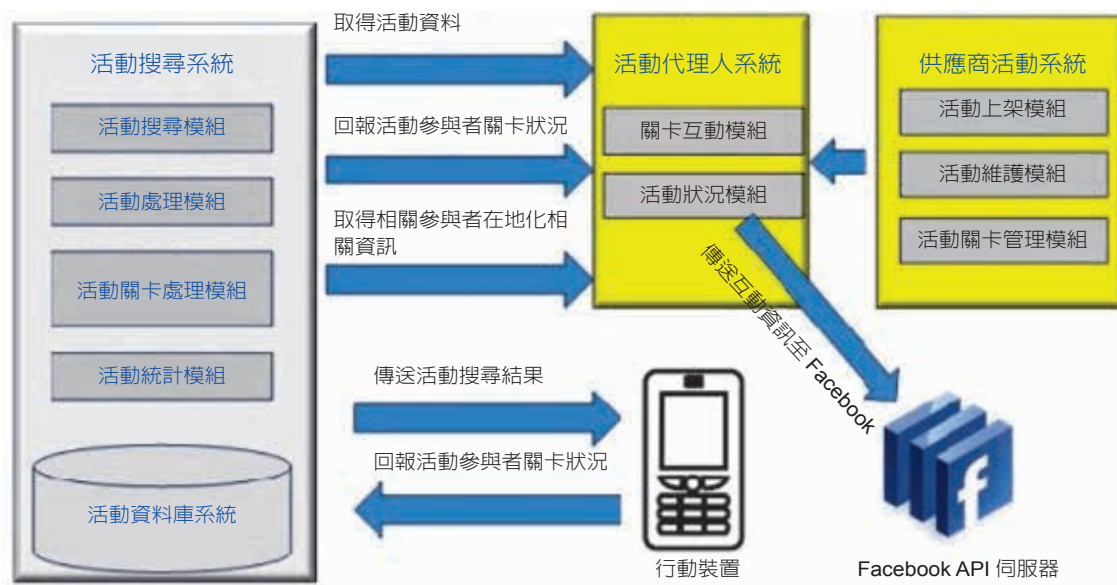 活動搜尋系統
活動搜尋模組
活動處理模組
活動關卡處理模組
活動統計模組
活動資料庫系統
取得活動資料
回報活動參與者關卡狀況
取得相關參與者在地化相
關資訊
活動代理人系統
關卡互動模組
活動狀況模組
供應商活動系統
活動上架模組
活動維護模組
活動關卡管理模組
傳送互動資訊至 Facebook
傳送活動搜尋結果
回報活動參與者關卡狀況
行動裝置
f
Facebook API 伺服器